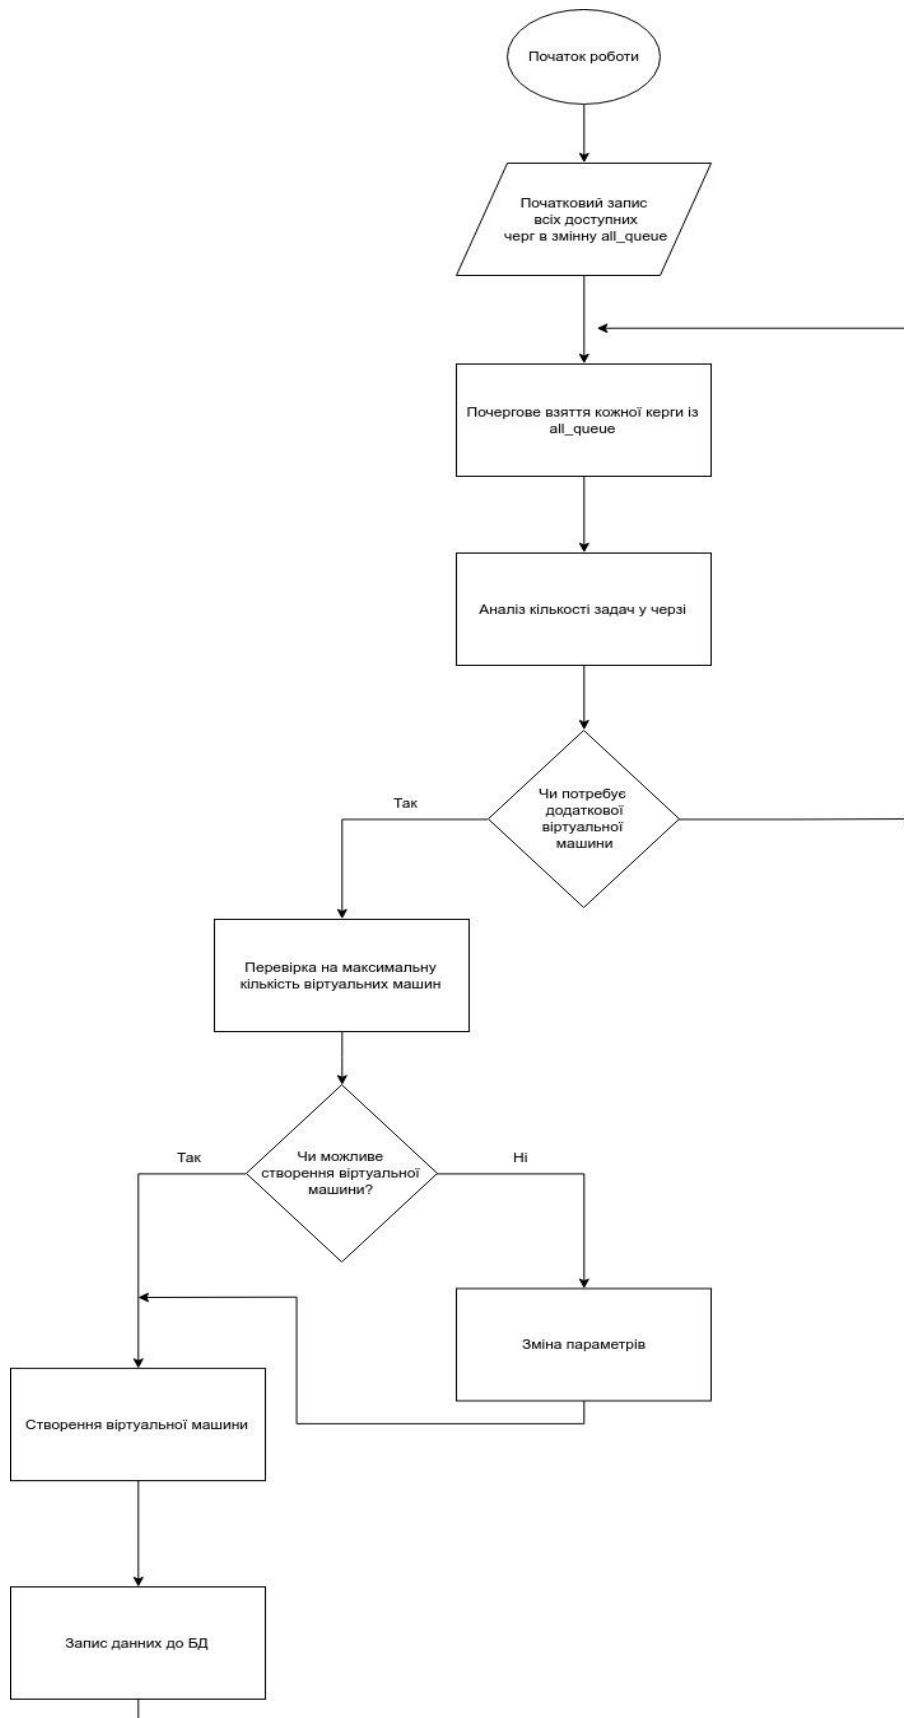 Початок роботи
Початковий запис
всіх доступних
черг в змінну all_queue
Почергове взяття кожної керги із
all_queue
Аналіз кількості задач у черзі
Чи потребує
додаткової
віртуальної
машини
Так
Перевірка на максимальну
кількість віртуальних машин
Чи можливе
створення віртуальної
машини?
Так
Ні
Зміна параметрів
Створення віртуальної машини
Запис данних до БД